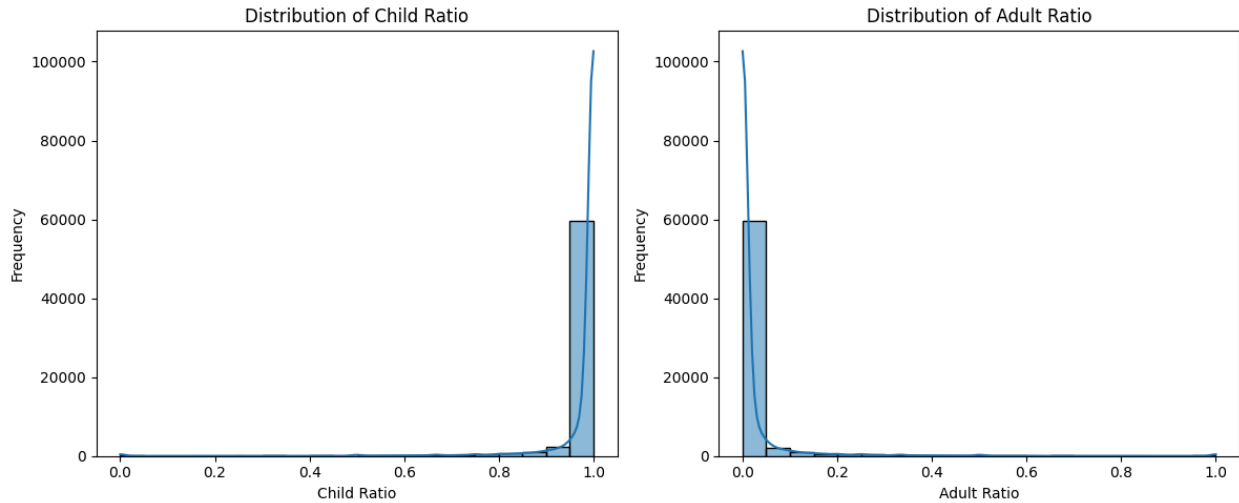 Distribution of Child Ratio
100000
80000
60000
40000
20000
0
Frequency
0.0 0.2 0.4 0.6 0.8 1.0
Child Ratio
Distribution of Adult Ratio
100000
80000
60000
40000
20000
0
Frequency
0.0 0.2 0.4 0.6 0.8 1.0
Adult Ratio